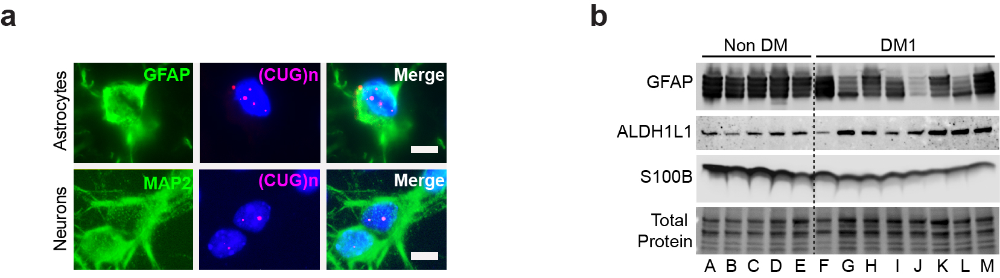 a
Astrocytes
GFAP
(CUG)n
Merge
Neurons
MAP2
(CUG)n
Merge
b
Non DM
DM1
GFAP
ALDH1L1
S100B
Total
Protein
A B C D E F G H I J K L M